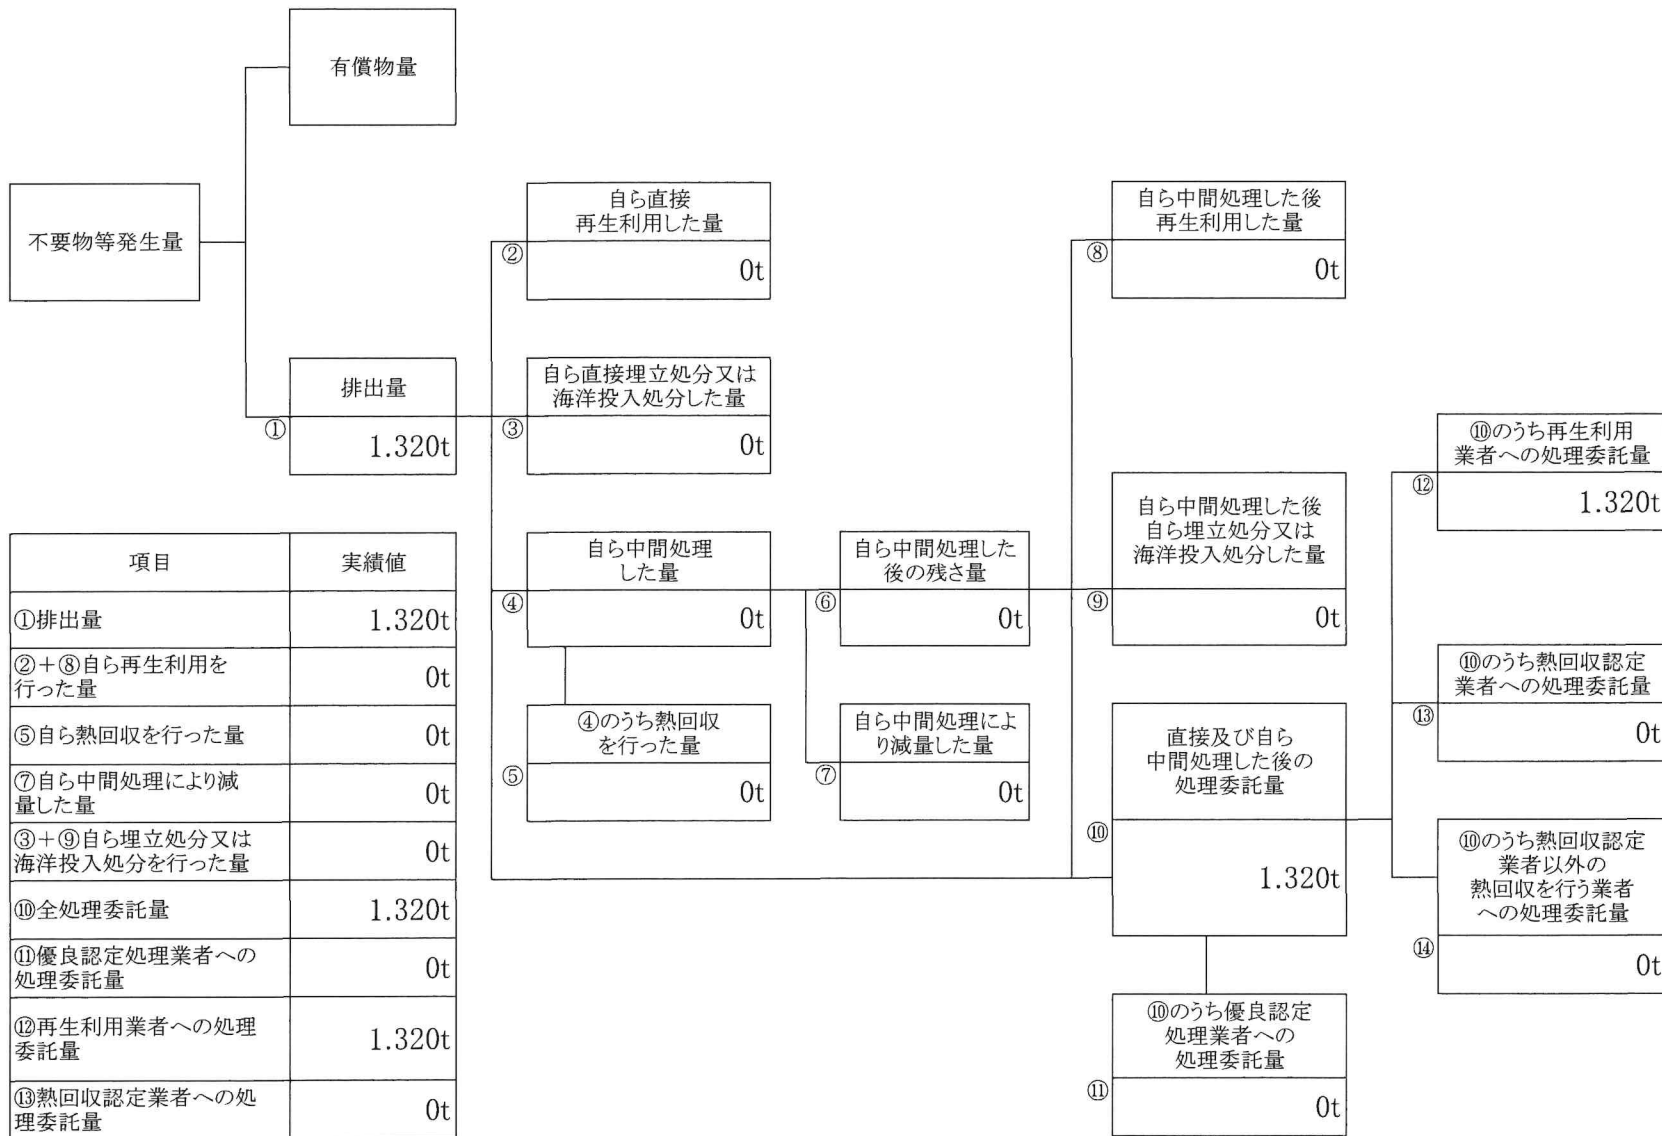 有償物量
不要物等発生量
排出量
①
1.320t
自ら直接
再生利用した量
②
0t
自ら直接埋立処分又は
海洋投入処分した量
③
0t
自ら中間処理
した量
④
0t
④のうち熱回収
を行った量
⑤
0t
自ら中間処理した
後の残さ量
⑥
0t
自ら中間処理によ
り減量した量
⑦
0t
自ら中間処理した後
再生利用した量
⑧
0t
自ら中間処理した後
自ら埋立処分又は
海洋投入処分した量
⑨
0t
直接及び自ら
中間処理した後の
処理委託量
⑩
1.320t
⑩のうち優良認定
処理業者への
処理委託量
⑪
0t
⑩のうち再生利用
業者への処理委託量
⑫
1.320t
⑩のうち熱回収認定
業者への処理委託量
⑬
0t
⑩のうち熱回収認定
業者以外の
熱回収を行う業者
への処理委託量
⑭
0t
項目 実績値
①排出量 1.320t
②+⑧自ら再生利用を
行った量 0t
⑤自ら熱回収を行った量 0t
⑦自ら中間処理により減
量した量 0t
③+⑨自ら埋立処分又は
海洋投入処分を行った量 0t
⑩全処理委託量 1.320t
⑪優良認定処理業者への
処理委託量 0t
⑫再生利用業者への処理
委託量 1.320t
⑬熱回収認定業者への処
理委託量 0t